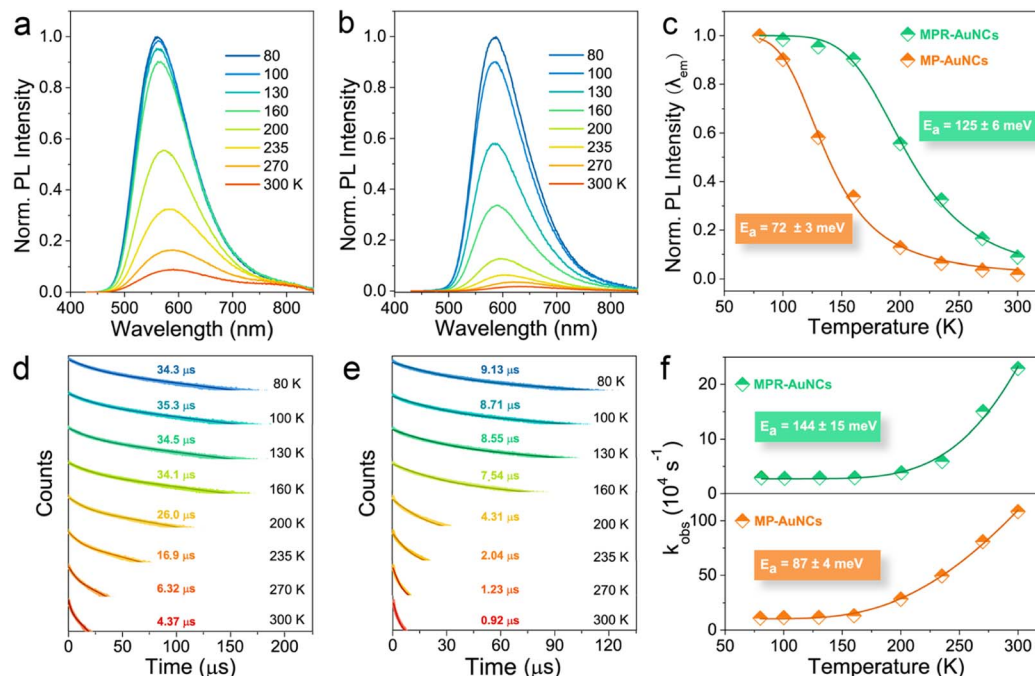 a
Norm. PL Intensity
1.0
0.8
0.6
0.4
0.2
0.0
80
100
130
160
200
235
270
300 K
400 500 600 700 800
Wavelength (nm)
b
Norm. PL Intensity
1.0
0.8
0.6
0.4
0.2
0.0
80
100
130
160
200
235
270
300 K
400 500 600 700 800
Wavelength (nm)
c
Norm. PL Intensity (λem)
1.0
0.8
0.6
0.4
0.2
0.0
MPR-AuNCs
MP-AuNCs
Ea = 125 ± 6 meV
Ea = 72 ± 3 meV
50 100 150 200 250 300
Temperature (K)
d
Counts
34.3 μs 80 K
35.3 μs 100 K
34.5 μs 130 K
34.1 μs 160 K
26.0 μs 200 K
16.9 μs 235 K
6.32 μs 270 K
4.37 μs 300 K
0 50 100 150 200
Time (μs)
e
Counts
9.13 μs 80 K
8.71 μs 100 K
8.55 μs 130 K
7.54 μs 160 K
4.31 μs 200 K
2.04 μs 235 K
1.23 μs 270 K
0.92 μs 300 K
0 30 60 90 120
Time (μs)
f
kobs (10⁴ s⁻¹)
20
10
0
MPR-AuNCs
Ea = 144 ± 15 meV
100
50
0
MP-AuNCs
Ea = 87 ± 4 meV
50 100 150 200 250 300
Temperature (K)